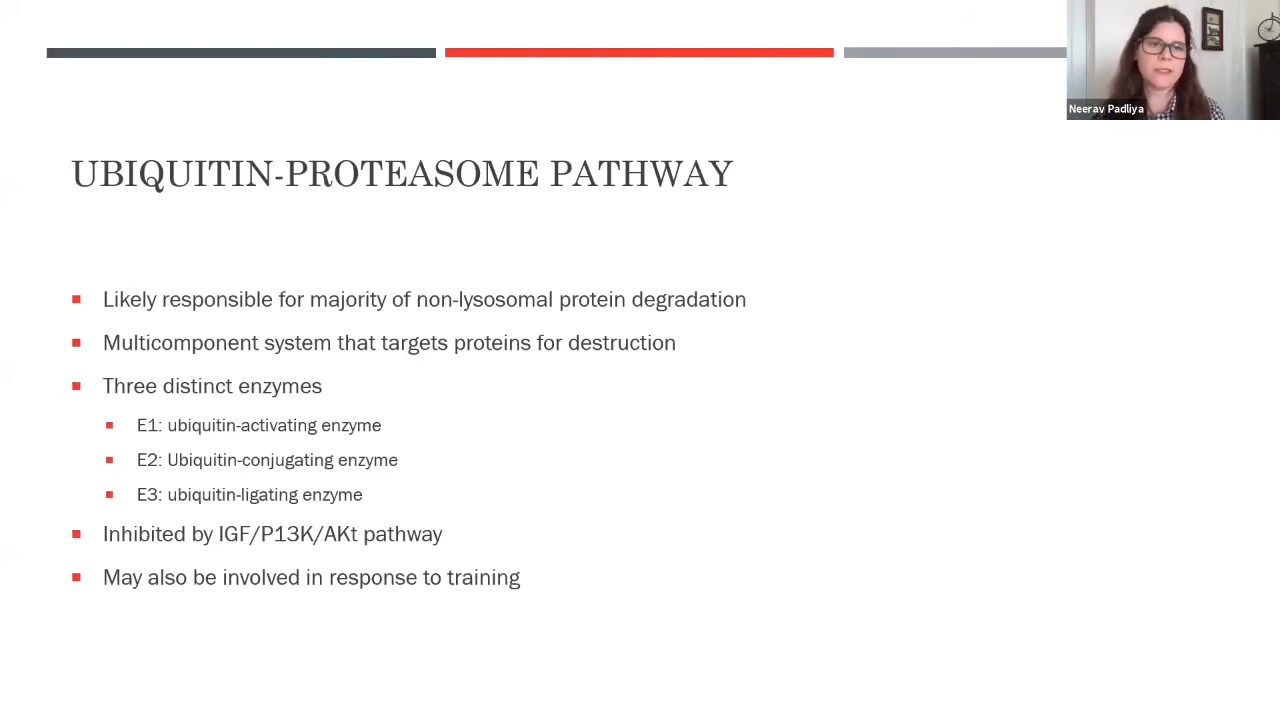 Neerav Padliya
UBIQUITIN-PROTEASOME PATHWAY
Likely responsible for majority of non-lysosomal protein degradation
Multicomponent system that targets proteins for destruction
Three distinct enzymes
E1: ubiquitin-activating enzyme
E2: Ubiquitin-conjugating enzyme
E3: ubiquitin-ligating enzyme
Inhibited by IGF/P13K/AKt pathway
May also be involved in response to training